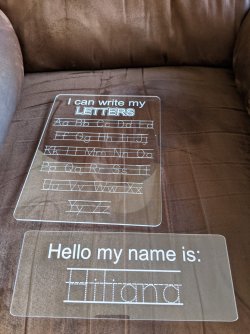 I can write my
LETTERS
Aa Bb Cc Dd Ee
Ff Gg Hh Ii Jj
Kk Ll Mm Nn Oo
Pp Qq Rr Ss Tt
Uu Vv Ww Xx
Yy Zz
Hello my name is: